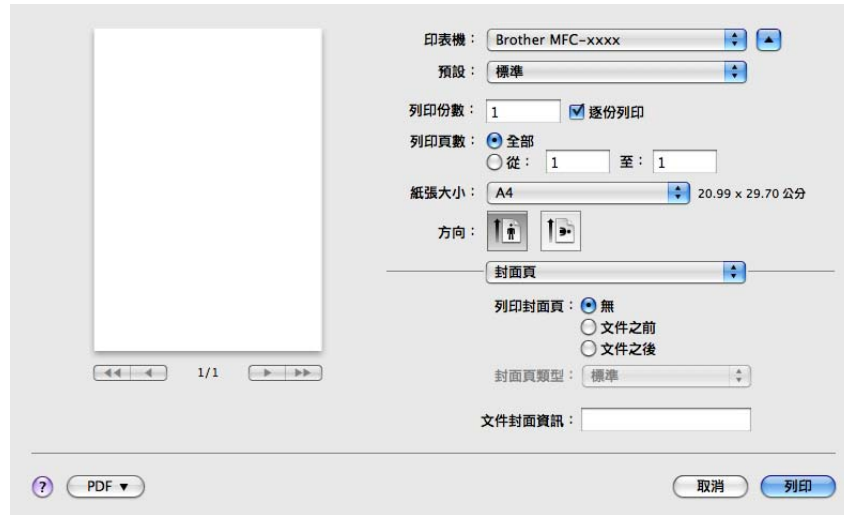 印表機： Brother MFC-xxxx
預設： 標準
列印份數： 1 逐份列印
列印頁數： 全部
從： 1 至： 1
紙張大小： A4 20.99 x 29.70 公分
方向：
封面頁
列印封面頁： 無
文件之前
文件之後
1/1
封面頁類型： 標準
文件封面資訊：
? PDF ▼ 取消 列印